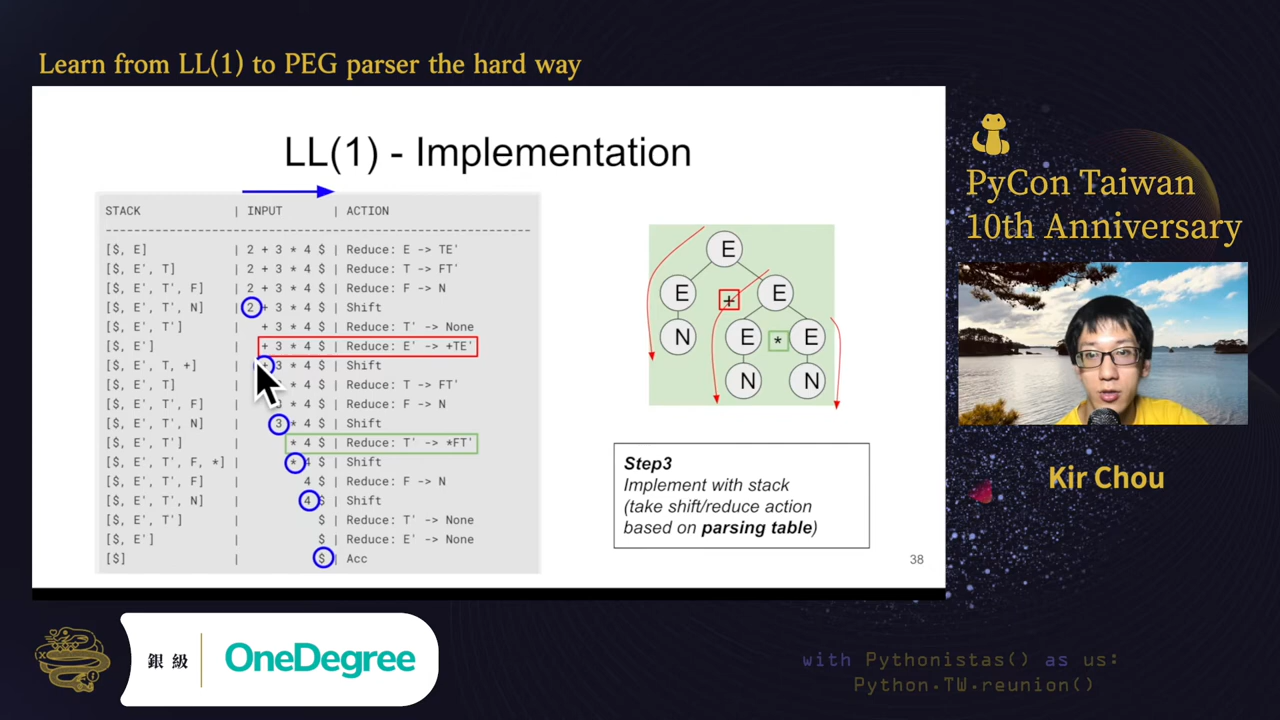 Learn from LL(1) to PEG parser the hard way
LL(1) - Implementation
STACK | INPUT | ACTION
[$, E] | 2 + 3 * 4 $ | Reduce: E -> TE'
[$, E', T] | 2 + 3 * 4 $ | Reduce: T -> FT'
[$, E', T', F] | 2 + 3 * 4 $ | Reduce: F -> N
[$, E', T', N] | 2 + 3 * 4 $ | Shift
[$, E', T'] | + 3 * 4 $ | Reduce: T' -> None
[$, E'] | + 3 * 4 $ | Reduce: E' -> +TE'
[$, E', T, +] | + 3 * 4 $ | Shift
[$, E', T] | * 4 $ | Reduce: T -> FT'
[$, E', T', F] | 3 * 4 $ | Reduce: F -> N
[$, E', T', N] | 3 * 4 $ | Shift
[$, E', T'] | * 4 $ | Reduce: T' -> *FT'
[$, E', T', F, *] | * 4 $ | Shift
[$, E', T', F] | 4 $ | Reduce: F -> N
[$, E', T', N] | 4 $ | Shift
[$, E', T'] | $ | Reduce: T' -> None
[$, E'] | $ | Reduce: E' -> None
[$] | $ | Acc
E
E + E
N E * E
N N
Step3
Implement with stack
(take shift/reduce action
based on parsing table)
38
PyCon Taiwan
10th Anniversary
Kir Chou
銀級
OneDegree
with Pythonistas() as us:
Python.TW.reunion()